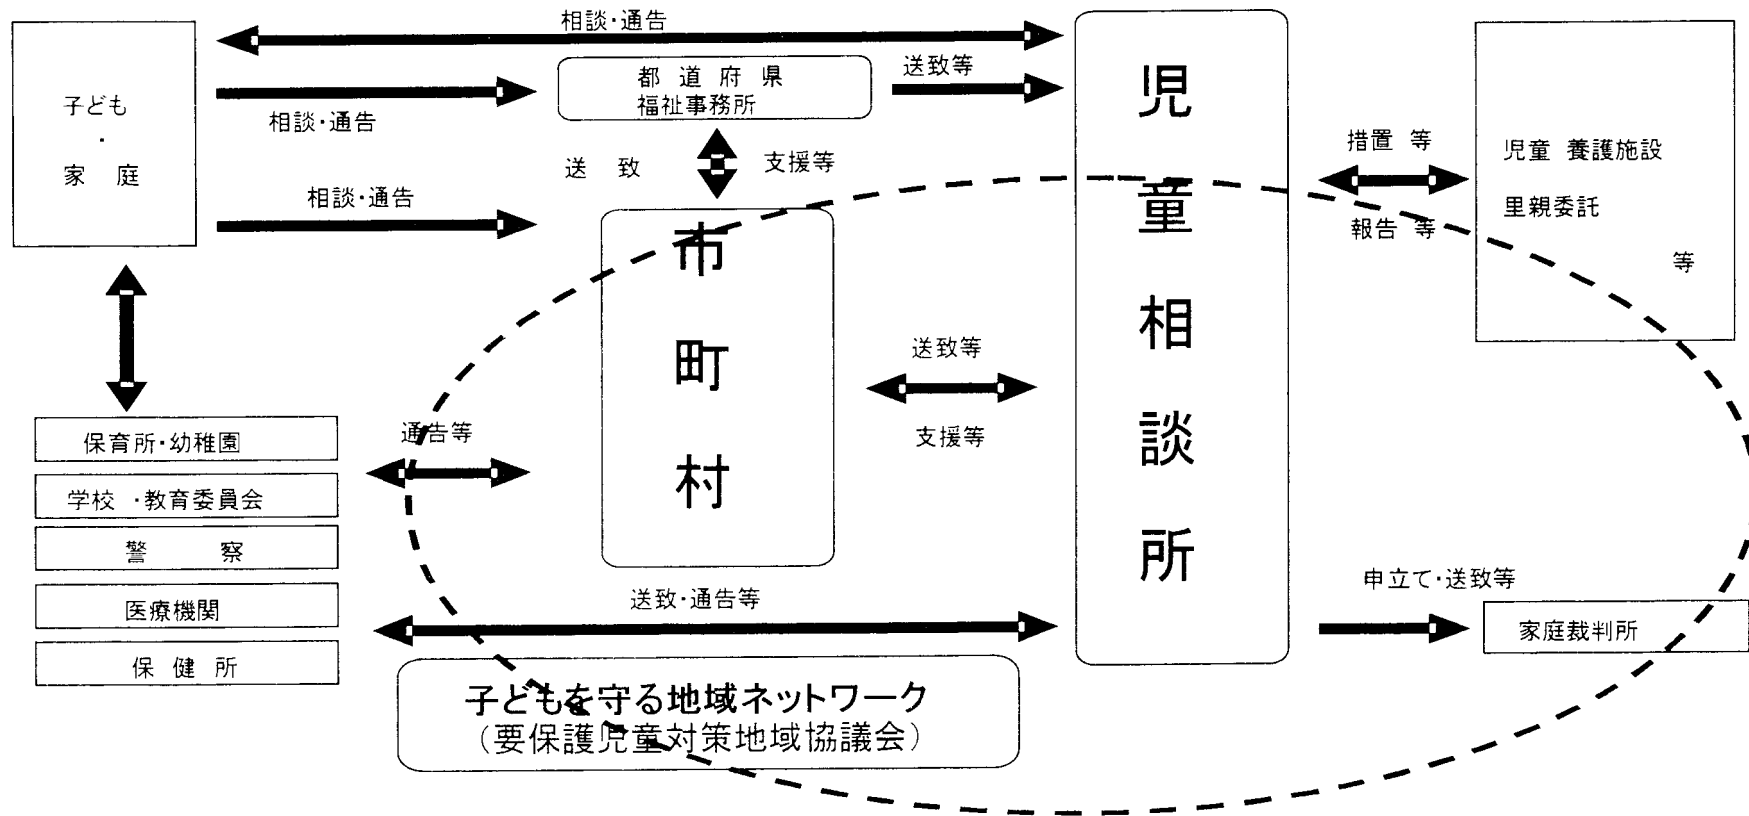 相談・通告
子ども
・
家 庭
都 道 府 県
福祉事務所
送致等
相談・通告
送 致
支援等
相談・通告
市町村
児童相談所
措置 等
報告 等
児童 養護施設
里親委託
等
送致等
支援等
通告等
保育所・幼稚園
学校 ・教育委員会
警 察
医療機関
保 健 所
送致・通告等
申立て・送致等
家庭裁判所
子どもを守る地域ネットワーク
（要保護児童対策地域協議会）